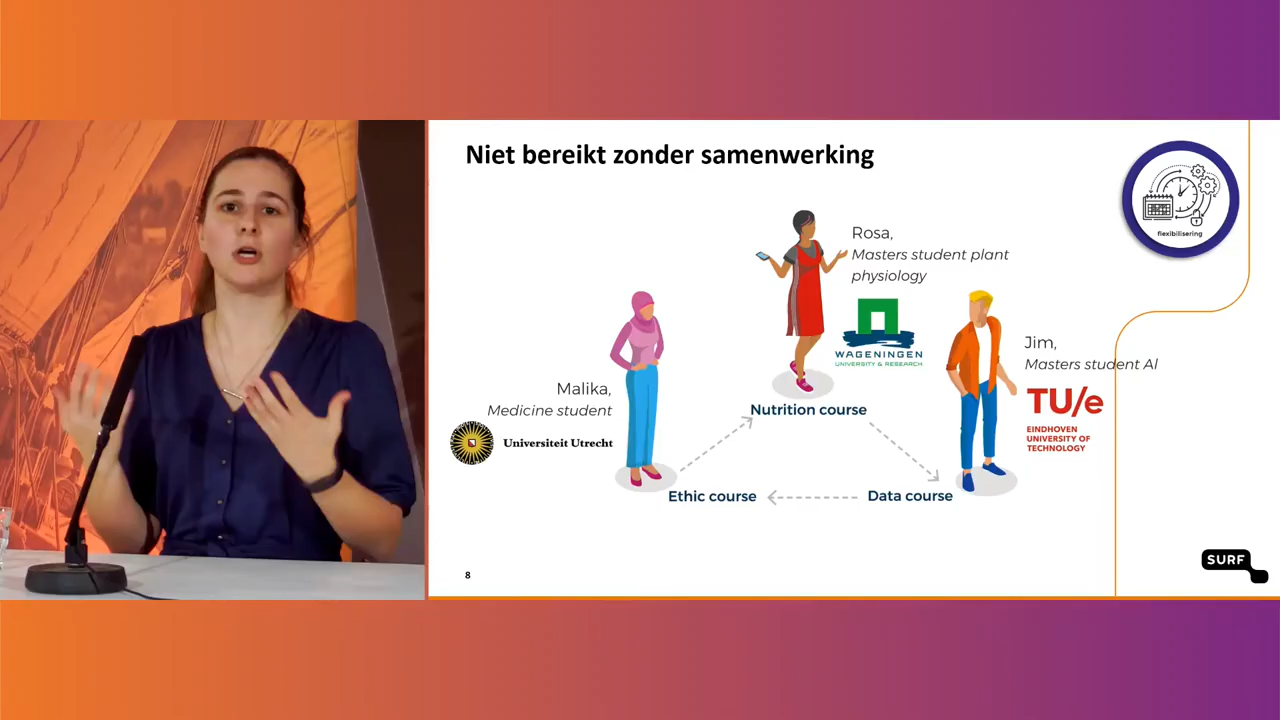 Niet bereikt zonder samenwerking
flexibilisering
Rosa,
Masters student plant
physiology
WAGENINGEN
UNIVERSITY & RESEARCH
Jim,
Masters student AI
TU/e
EINDHOVEN
UNIVERSITY OF
TECHNOLOGY
Malika,
Medicine student
Universiteit Utrecht
Nutrition course
Ethic course
Data course
8
SURF